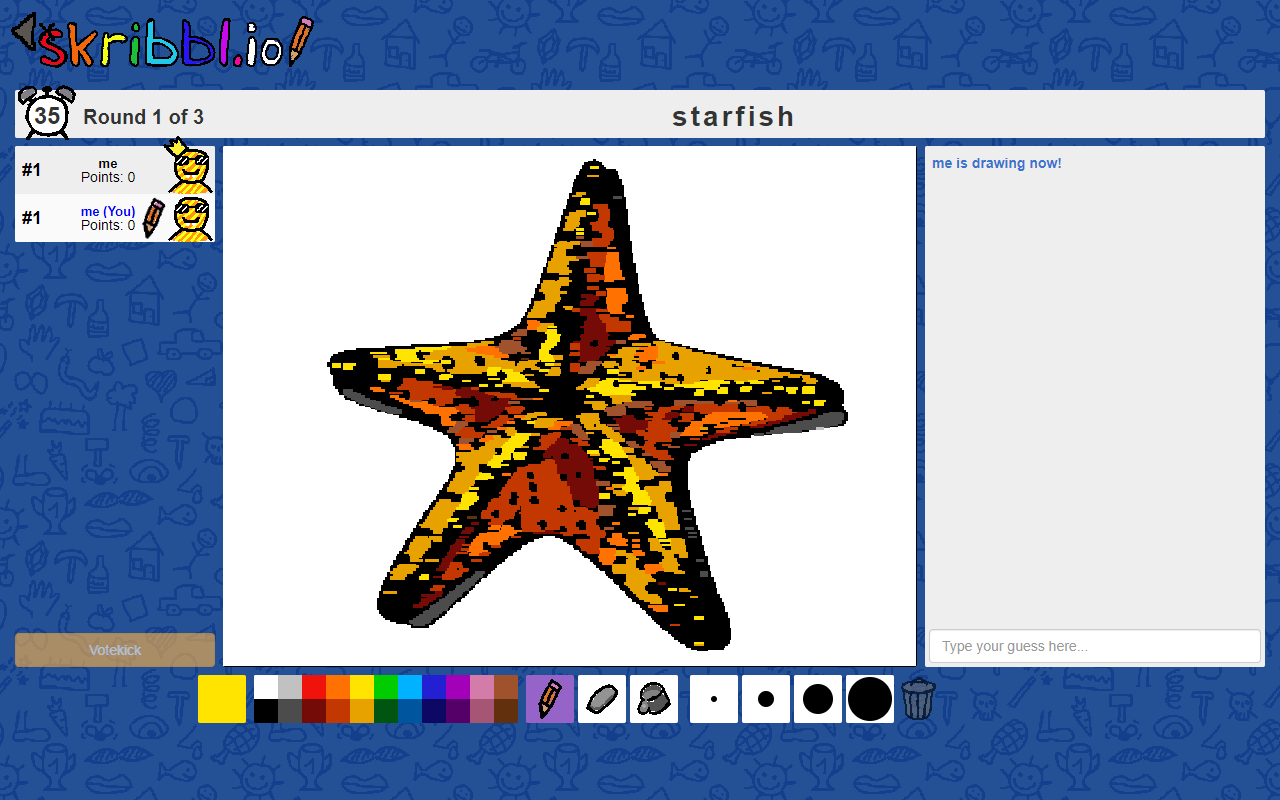 skribbl.io
35
Round 1 of 3
starfish
#1
me
Points: 0
#1
me (You)
Points: 0
me is drawing now!
Votekick
Type your guess here...